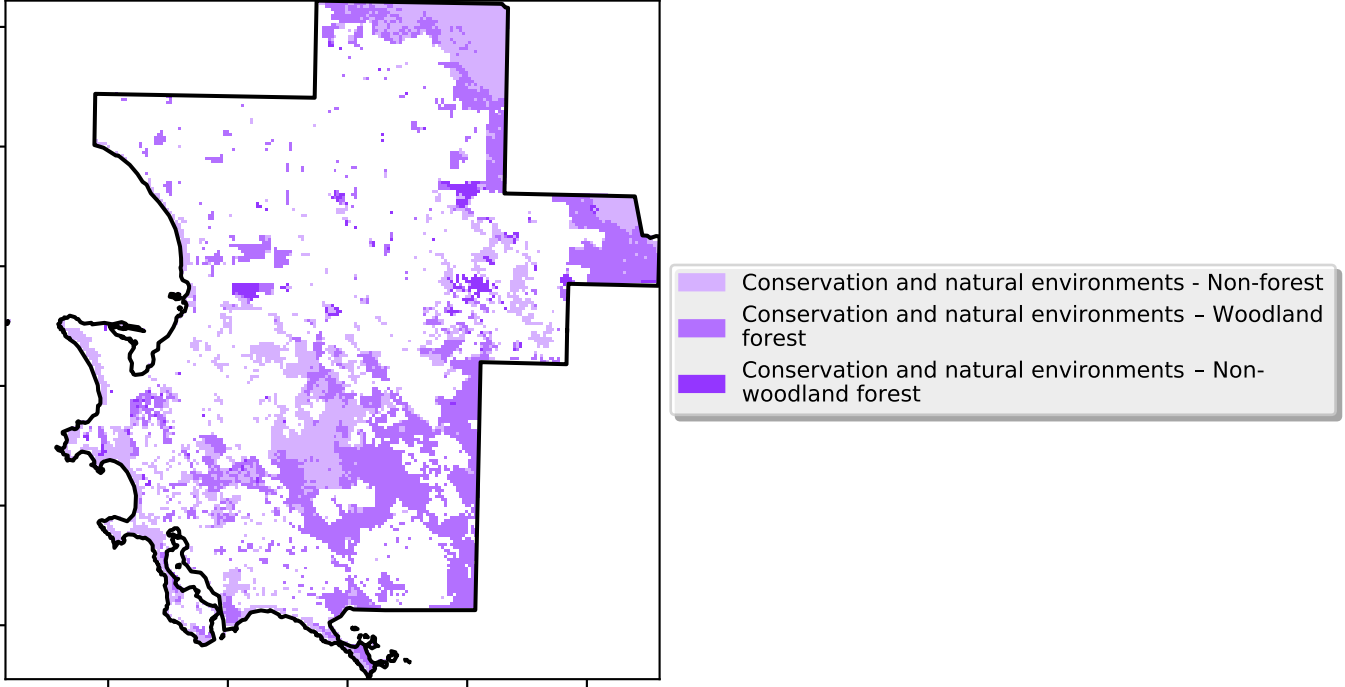 Conservation and natural environments - Non-forest
Conservation and natural environments – Woodland
forest
Conservation and natural environments – Non-
woodland forest